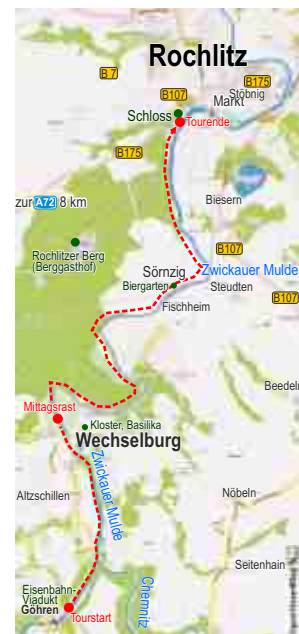 Rochlitz
B 7
B175
B107
Stöbnig
Markt
Schloss
Tourende
B175
Biesern
zur A72 8 km
Rochlitzer Berg
(Berggasthof)
B107
Sörnzig
Zwickauer Mulde
Biergarten
Steudten
B107
Fischheim
Beedeln
Mittagsrast
Kloster, Basilika
Wechselburg
Zwickauer Mulde
Altzschillen
Nöbeln
Seitenhain
Eisenbahn-
Viadukt
Göhren
Tourstart
Chemnitz